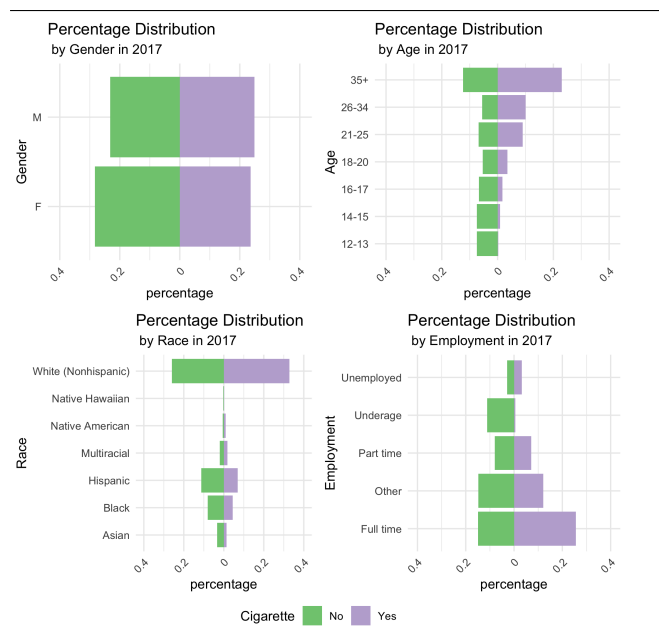 Percentage Distribution
by Gender in 2017
Gender
M
F
0.4
0.2
0
0.2
0.4
percentage
Percentage Distribution
by Age in 2017
Age
35+
26-34
21-25
18-20
16-17
14-15
12-13
0.4
0.2
0
0.2
0.4
percentage
Percentage Distribution
by Race in 2017
Race
White (Nonhispanic)
Native Hawaiian
Native American
Multiracial
Hispanic
Black
Asian
0.4
0.2
0
0.2
0.4
percentage
Percentage Distribution
by Employment in 2017
Employment
Unemployed
Underage
Part time
Other
Full time
0.4
0.2
0
0.2
0.4
percentage
Cigarette No Yes